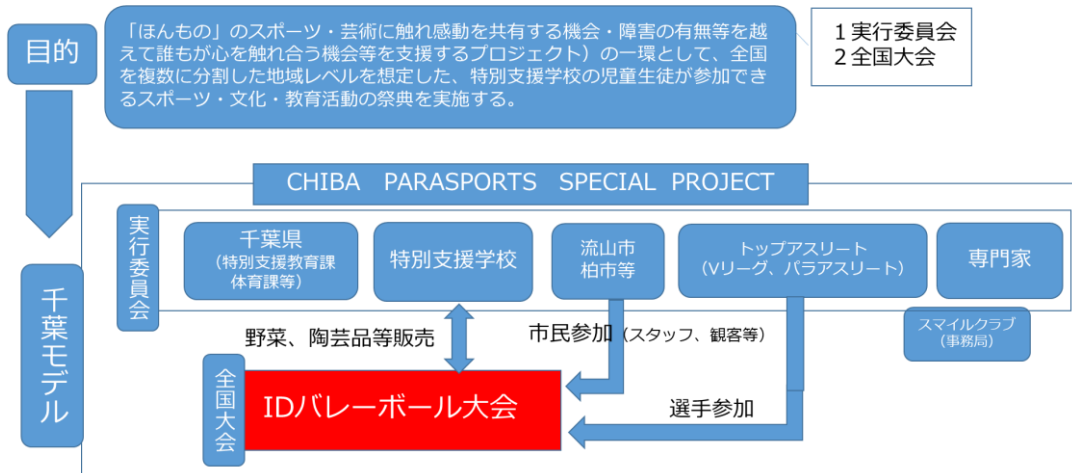 目的
「ほんもの」のスポーツ・芸術に触れ感動を共有する機会・障害の有無等を越
えて誰もが心を触れ合う機会等を支援するプロジェクト）の一環として、全国
を複数に分割した地域レベルを想定した、特別支援学校の児童生徒が参加でき
るスポーツ・文化・教育活動の祭典を実施する。
1 実行委員会
2 全国大会
CHIBA PARASPORTS SPECIAL PROJECT
千葉モデル
実行委員会
千葉県
（特別支援教育課
体育課等）
特別支援学校
流山市
柏市等
トップアスリート
（Vリーグ、パラアスリート）
専門家
スマイルクラブ
（事務局）
野菜、陶芸品等販売
市民参加（スタッフ、観客等）
全国大会
IDバレーボール大会
選手参加